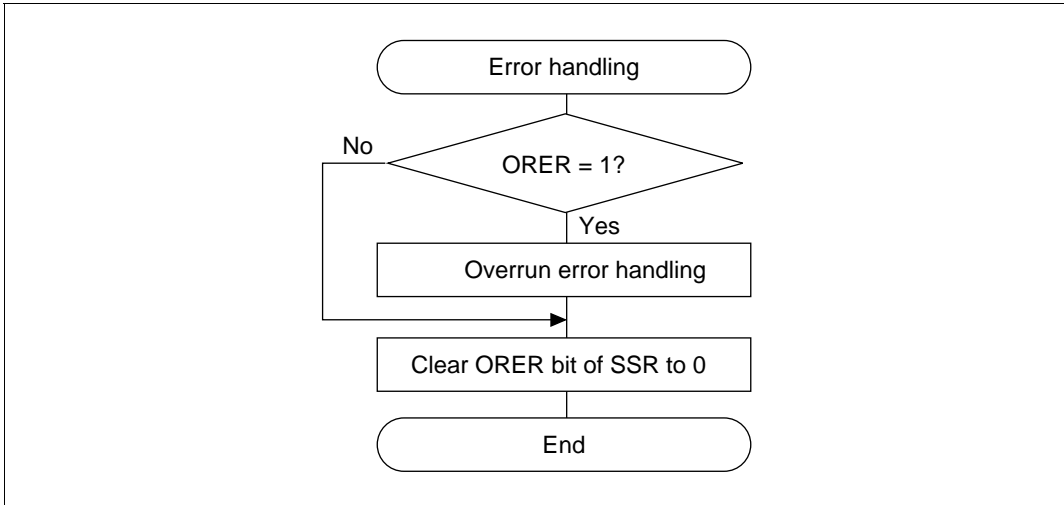 Error handling
No
ORER = 1?
Yes
Overrun error handling
Clear ORER bit of SSR to 0
End